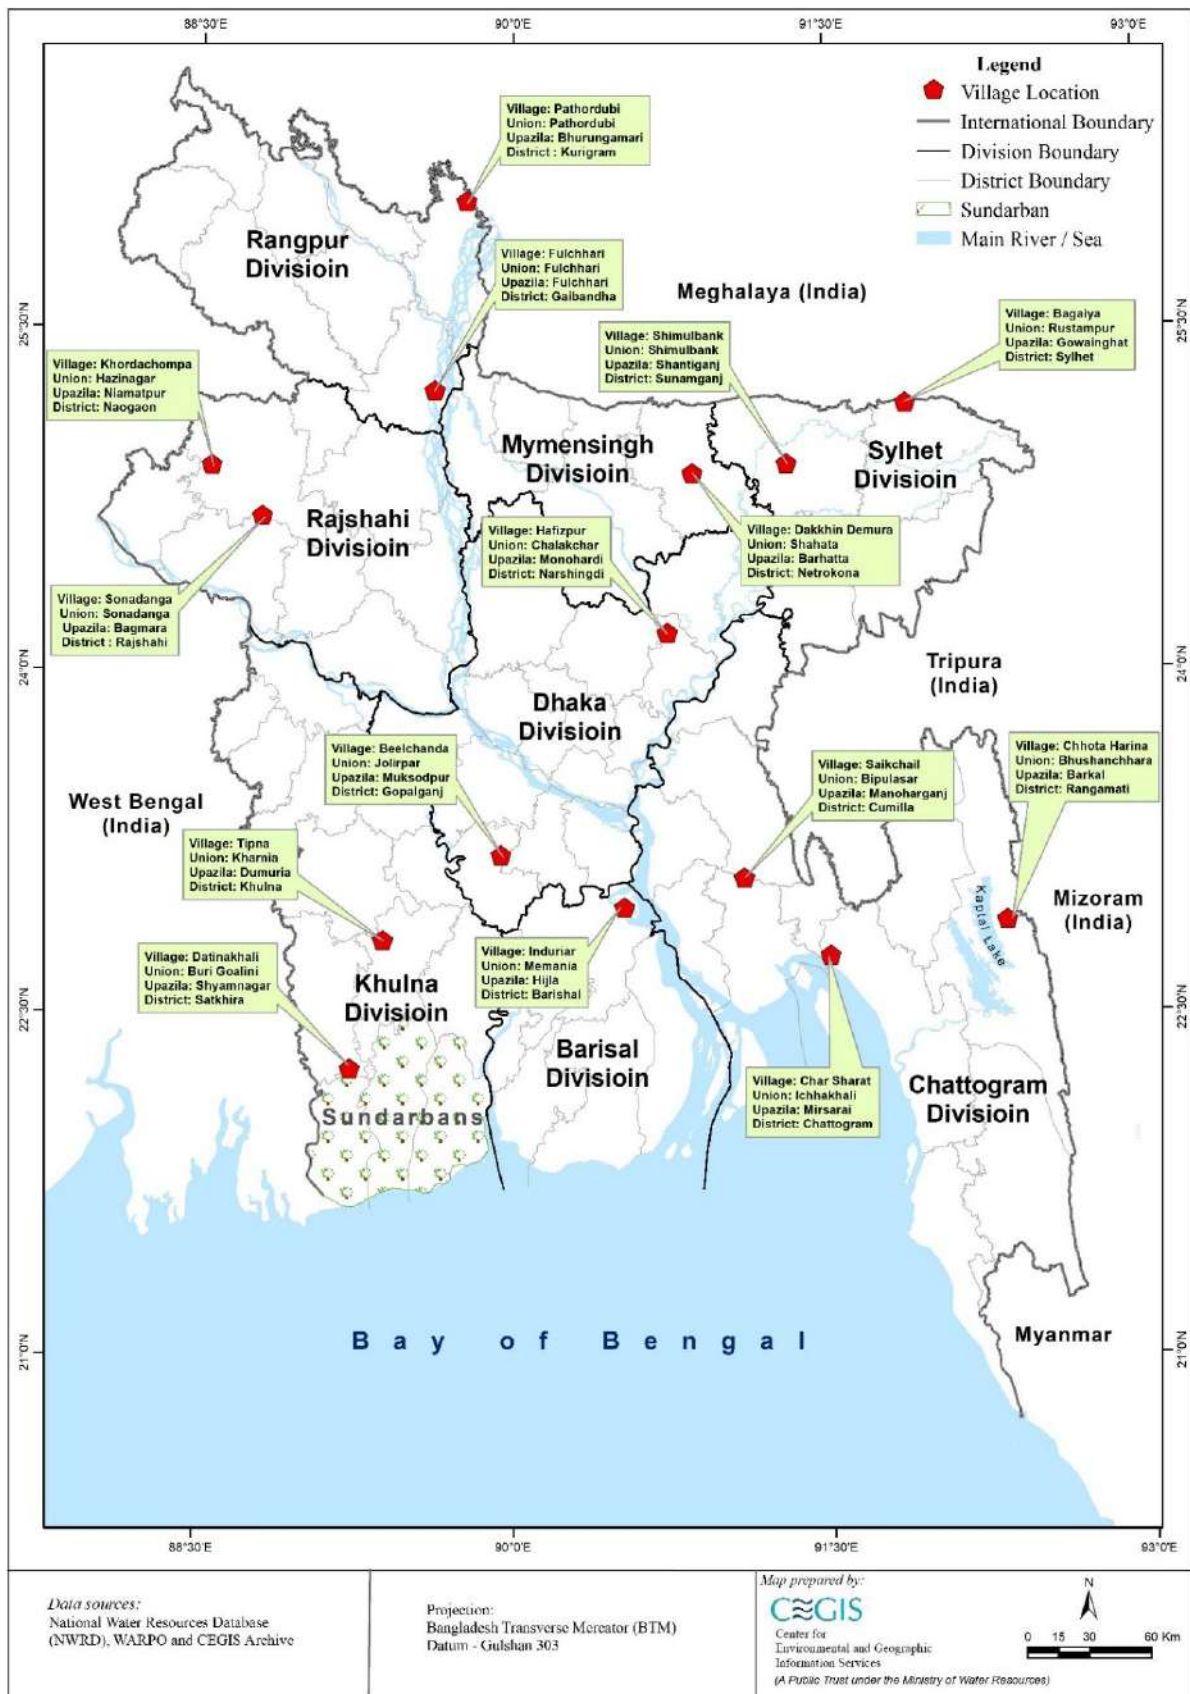 88°30'E
90°0'E
91°30'E
93°0'E
Legend
Village Location
International Boundary
Division Boundary
District Boundary
Sundarban
Main River / Sea
Village: Pathordubi
Union: Pathordubi
Upazila: Bhurungamari
District : Kurigram
Rangpur
Divisioin
Village: Fulchhari
Union: Fulchhari
Upazila: Fulchhari
District: Gaibandha
Meghalaya (India)
25°30'N
25°30'N
Village: Bagaiya
Union: Rustampur
Upazila: Gowainghat
District: Sylhet
Village: Shimulbank
Union: Shimulbank
Upazila: Shantiganj
District: Sunamganj
Village: Khordachompa
Union: Hazinagar
Upazila: Niamatpur
District: Naogaon
Mymensingh
Divisioin
Sylhet
Divisioin
Rajshahi
Divisioin
Village: Hafizpur
Union: Chalakchar
Upazila: Monohardi
District: Narshingdi
Village: Dakkhin Demura
Union: Shahata
Upazila: Barhatta
District: Netrokona
Village: Sonadanga
Union: Sonadanga
Upazila: Bagmara
District : Rajshahi
24°0'N
24°0'N
Tripura
(India)
Dhaka
Divisioin
Village: Beelchanda
Union: Jolirpar
Upazila: Muksodpur
District: Gopalganj
Village: Saikchail
Union: Bipulasar
Upazila: Manoharganj
District: Cumilla
Village: Chhota Harina
Union: Bhushanchhara
Upazila: Barkal
District: Rangamati
West Bengal
(India)
Village: Tipna
Union: Kharnia
Upazila: Dumuria
District: Khulna
Kaptai Lake
Mizoram
(India)
Village: Datinakhali
Union: Buri Goalini
Upazila: Shyamnagar
District: Satkhira
Village: Induriar
Union: Memania
Upazila: Hijla
District: Barishal
Khulna
Divisioin
22°30'N
22°30'N
Barisal
Divisioin
Village: Char Sharat
Union: Ichhakhali
Upazila: Mirsarai
District: Chattogram
Chattogram
Divisioin
Sundarbans
Bay of Bengal
Myanmar
21°0'N
21°0'N
88°30'E
90°0'E
91°30'E
93°0'E
Data sources:
National Water Resources Database
(NWRD), WARPO and CEGIS Archive
Projection:
Bangladesh Transverse Mercator (BTM)
Datum - Gulshan 303
Map prepared by:
CEGIS
Center for
Environmental and Geographic
Information Services
(A Public Trust under the Ministry of Water Resources)
N
0 15 30 60 Km